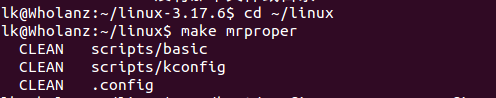 lk@Wholanz:~/linux-3.17.6$ cd ~/linux
lk@Wholanz:~/linux$ make mrproper
CLEAN scripts/basic
CLEAN scripts/kconfig
CLEAN .config